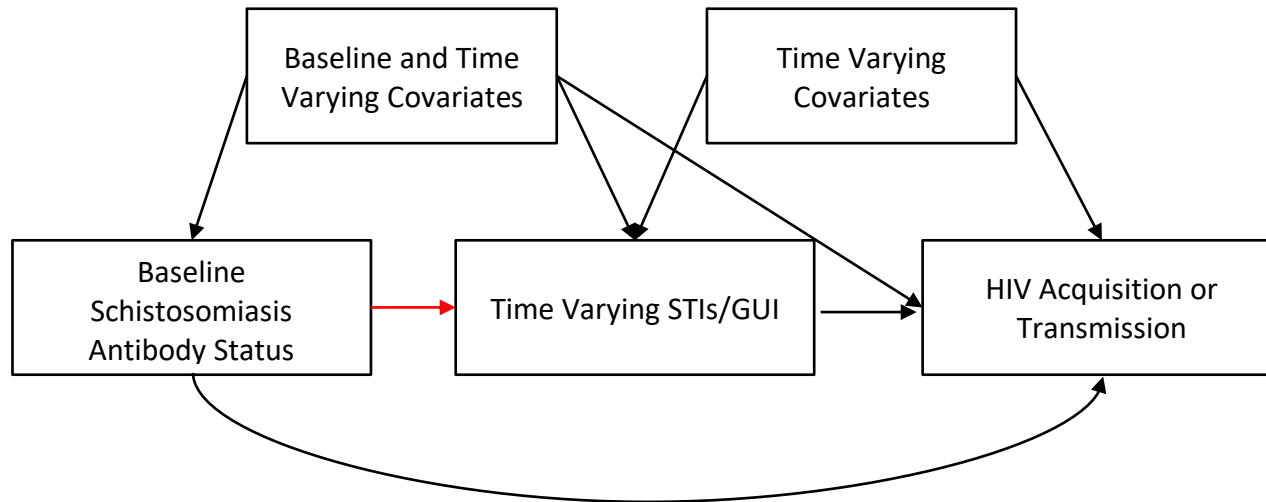 Baseline and Time
Varying Covariates
Time Varying
Covariates
Baseline
Schistosomiasis
Antibody Status
Time Varying STIs/GUI
HIV Acquisition or
Transmission